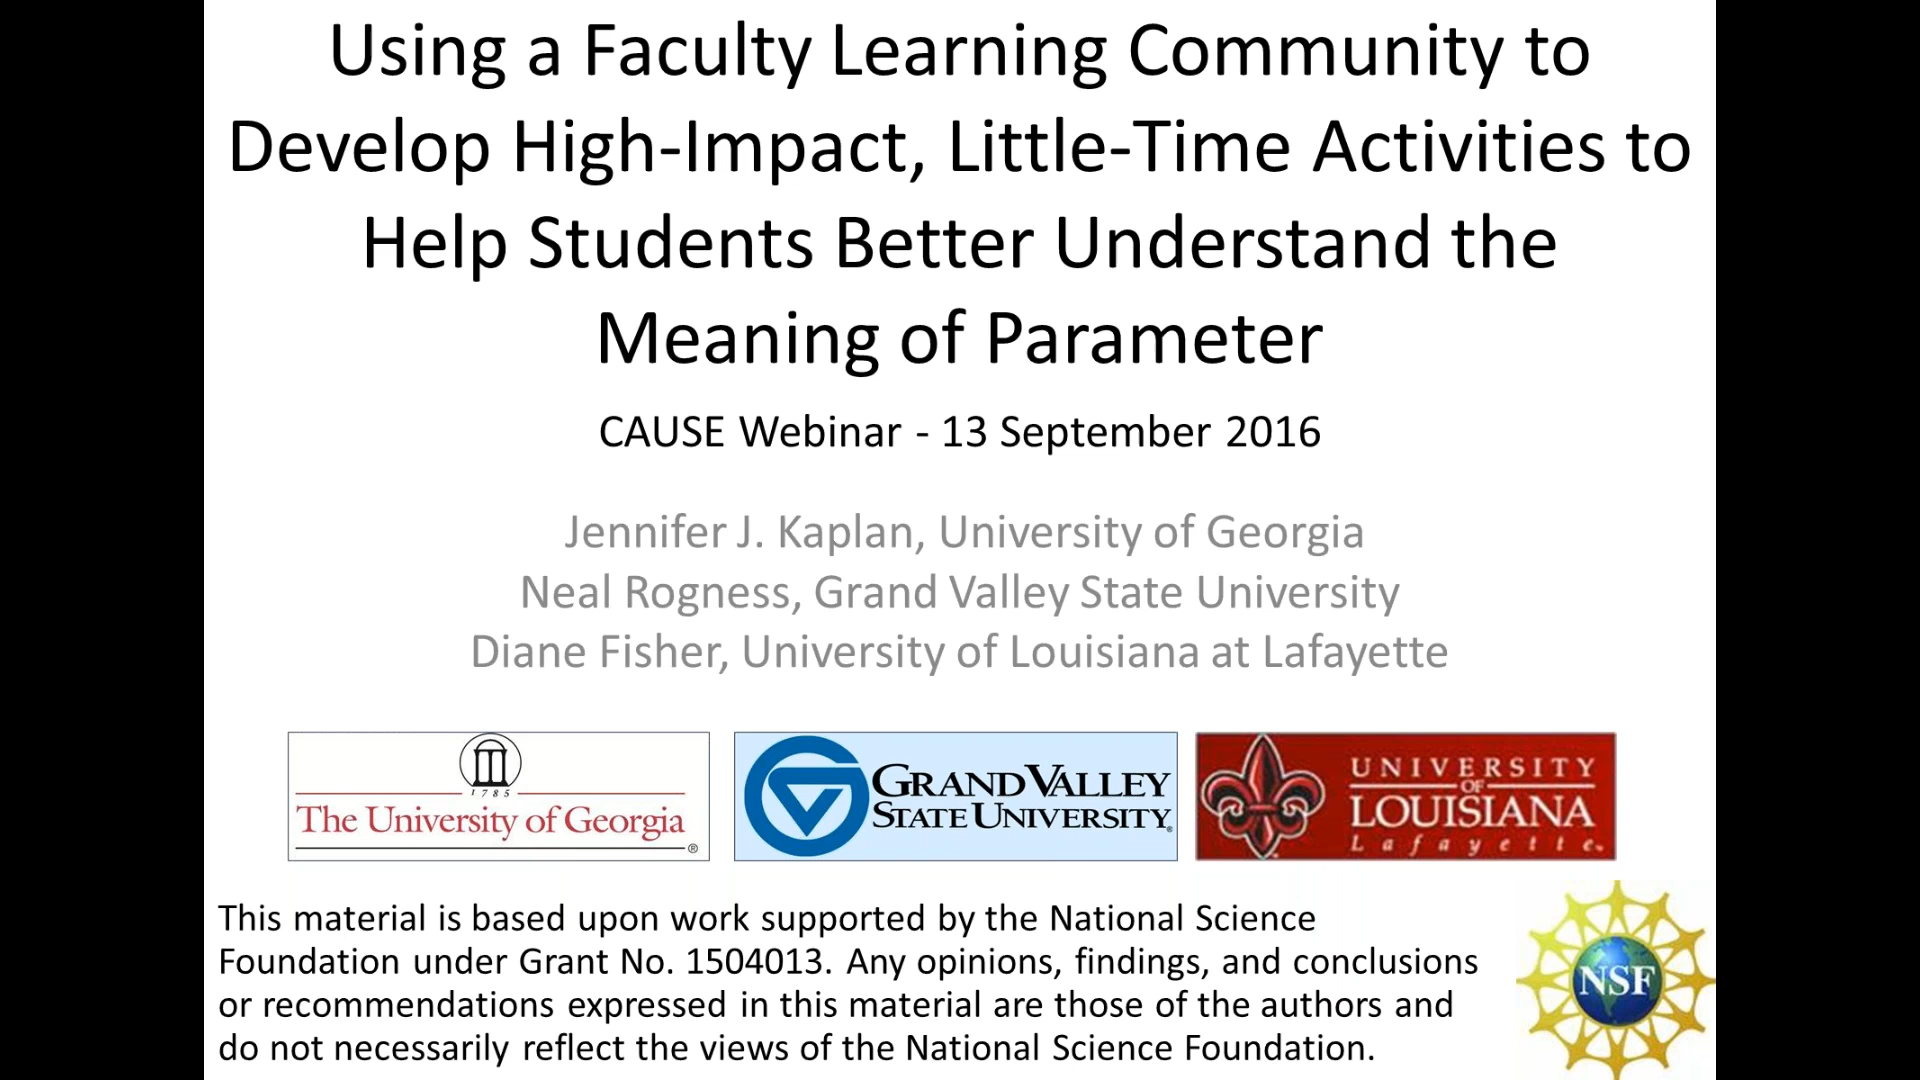 Using a Faculty Learning Community to
Develop High-Impact, Little-Time Activities to
Help Students Better Understand the
Meaning of Parameter
CAUSE Webinar - 13 September 2016
Jennifer J. Kaplan, University of Georgia
Neal Rogness, Grand Valley State University
Diane Fisher, University of Louisiana at Lafayette
1785
The University of Georgia
®
GRAND VALLEY
STATE UNIVERSITY®
UNIVERSITY
OF
LOUISIANA
Lafayette™
This material is based upon work supported by the National Science
Foundation under Grant No. 1504013. Any opinions, findings, and conclusions
or recommendations expressed in this material are those of the authors and
do not necessarily reflect the views of the National Science Foundation.
NSF